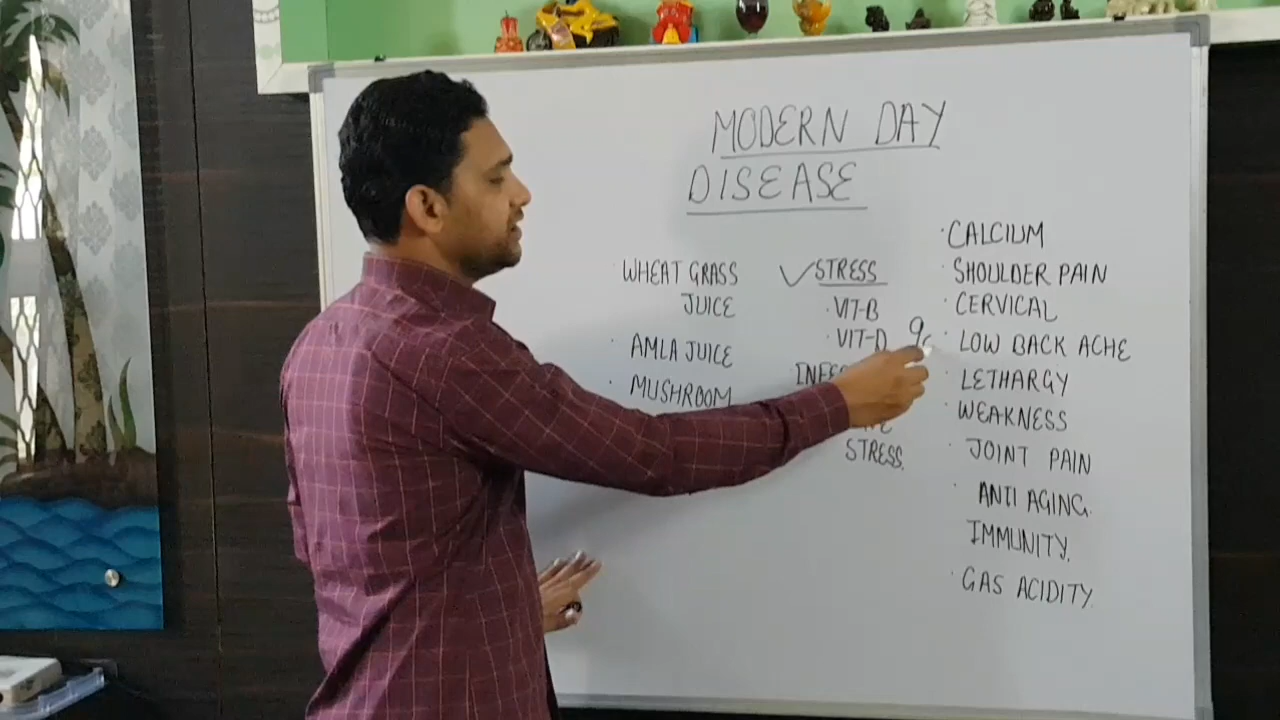 MODERN DAY
DISEASE
WHEAT GRASS
JUICE
· AMLA JUICE
· MUSHROOM
✓STRESS
· VIT-B
· VIT-D
STRESS.
· CALCIUM
· SHOULDER PAIN
· CERVICAL
· LOW BACK ACHE
· LETHARGY
· WEAKNESS
· JOINT PAIN
· ANTI AGING.
IMMUNITY.
· GAS ACIDITY.